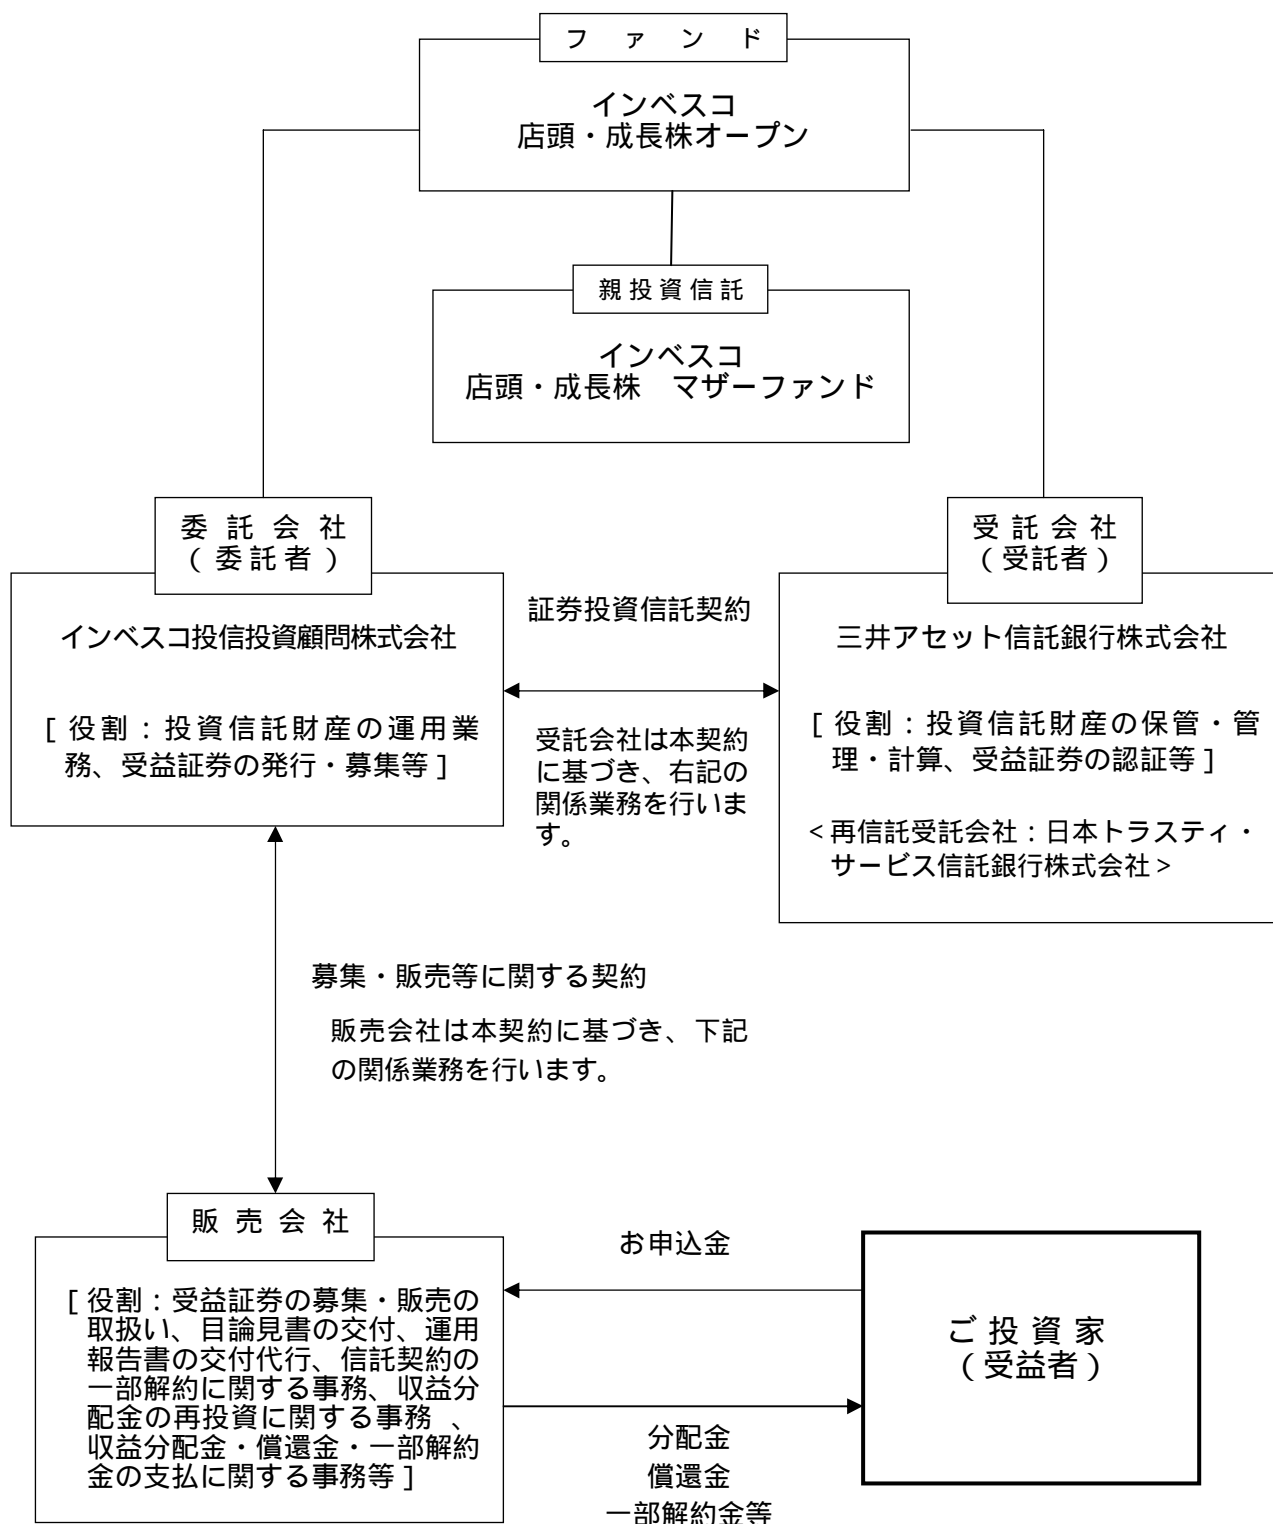 ファンド
インベスコ
店頭・成長株オープン
親投資信託
インベスコ
店頭・成長株　マザーファンド
委託会社
（委託者）
インベスコ投信投資顧問株式会社
[ 役割：投資信託財産の運用業
務、受益証券の発行・募集等 ]
証券投資信託契約
受託会社は本契約
に基づき、右記の
関係業務を行いま
す。
受託会社
（受託者）
三井アセット信託銀行株式会社
[ 役割：投資信託財産の保管・管
理・計算、受益証券の認証等 ]
＜再信託受託会社：日本トラスティ・
サービス信託銀行株式会社＞
募集・販売等に関する契約
販売会社は本契約に基づき、下記
の関係業務を行います。
販売会社
[ 役割：受益証券の募集・販売の
取扱い、目論見書の交付、運用
報告書の交付代行、信託契約の
一部解約に関する事務、収益分
配金の再投資に関する事務 、
収益分配金・償還金・一部解約
金の支払に関する事務等 ]
お申込金
分配金
償還金
一部解約金等
ご投資家
（受益者）